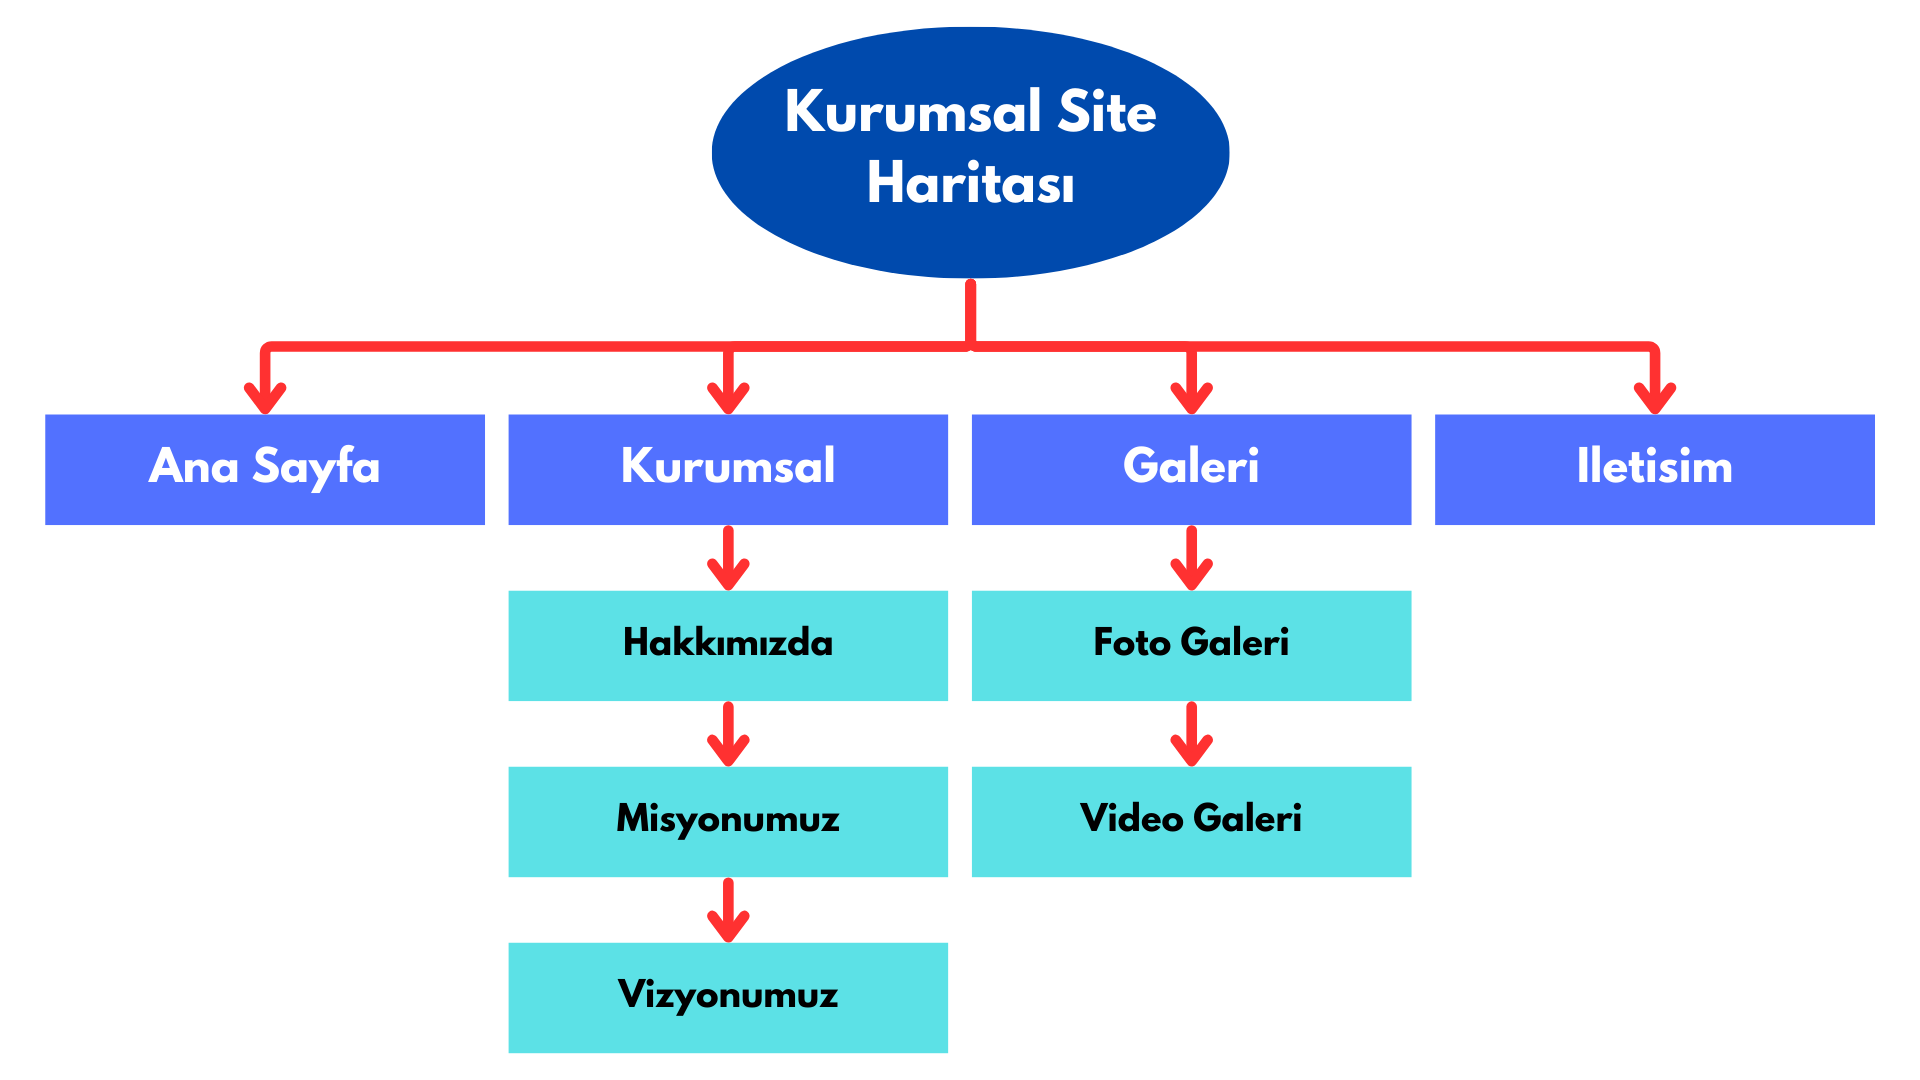 Kurumsal Site
Haritası
Ana Sayfa
Kurumsal
Galeri
Iletisim
Hakkımızda
Foto Galeri
Misyonumuz
Video Galeri
Vizyonumuz